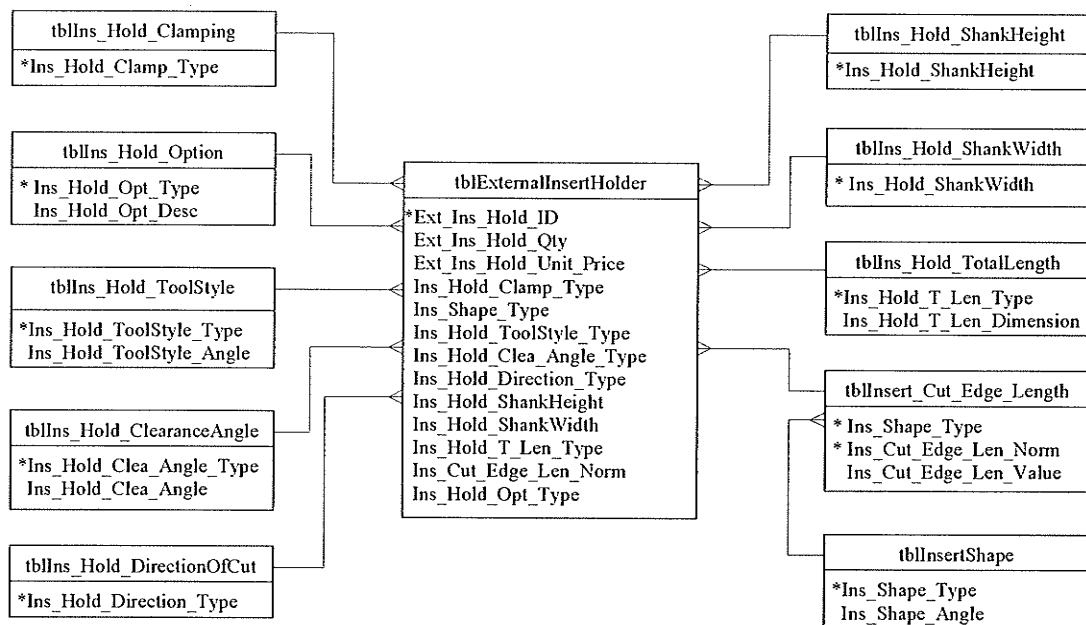 tblIns_Hold_Clamping
*Ins_Hold_Clamp_Type
tblIns_Hold_Option
* Ins_Hold_Opt_Type
Ins_Hold_Opt_Desc
tblIns_Hold_ToolStyle
*Ins_Hold_ToolStyle_Type
Ins_Hold_ToolStyle_Angle
tblIns_Hold_ClearanceAngle
*Ins_Hold_Clea_Angle_Type
Ins_Hold_Clea_Angle
tblIns_Hold_DirectionOfCut
*Ins_Hold_Direction_Type
tblExternalInsertHolder
*Ext_Ins_Hold_ID
Ext_Ins_Hold_Qty
Ext_Ins_Hold_Unit_Price
Ins_Hold_Clamp_Type
Ins_Shape_Type
Ins_Hold_ToolStyle_Type
Ins_Hold_Clea_Angle_Type
Ins_Hold_Direction_Type
Ins_Hold_ShankHeight
Ins_Hold_ShankWidth
Ins_Hold_T_Len_Type
Ins_Cut_Edge_Len_Norm
Ins_Hold_Opt_Type
tblIns_Hold_ShankHeight
*Ins_Hold_ShankHeight
tblIns_Hold_ShankWidth
* Ins_Hold_ShankWidth
tblIns_Hold_TotalLength
*Ins_Hold_T_Len_Type
Ins_Hold_T_Len_Dimension
tblInsert_Cut_Edge_Length
* Ins_Shape_Type
* Ins_Cut_Edge_Len_Norm
Ins_Cut_Edge_Len_Value
tblInsertShape
*Ins_Shape_Type
Ins_Shape_Angle